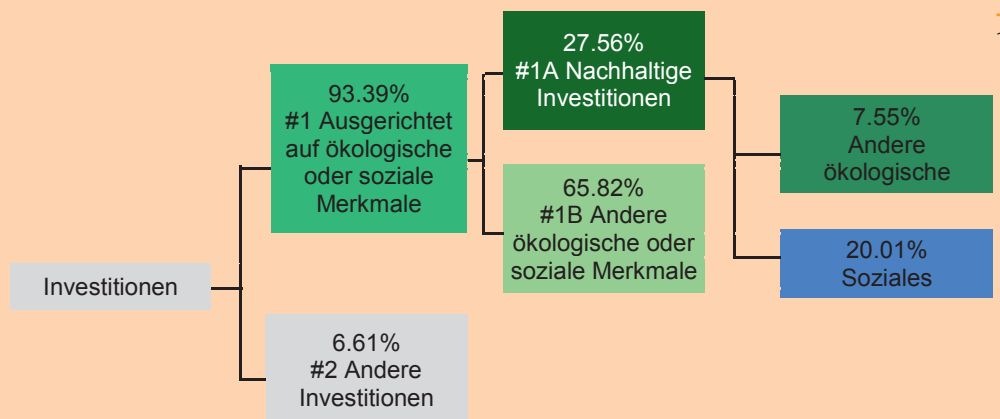 Investitionen
93.39%
#1 Ausgerichtet
auf ökologische
oder soziale
Merkmale
6.61%
#2 Andere
Investitionen
27.56%
#1A Nachhaltige
Investitionen
65.82%
#1B Andere
ökologische oder
soziale Merkmale
7.55%
Andere
ökologische
20.01%
Soziales